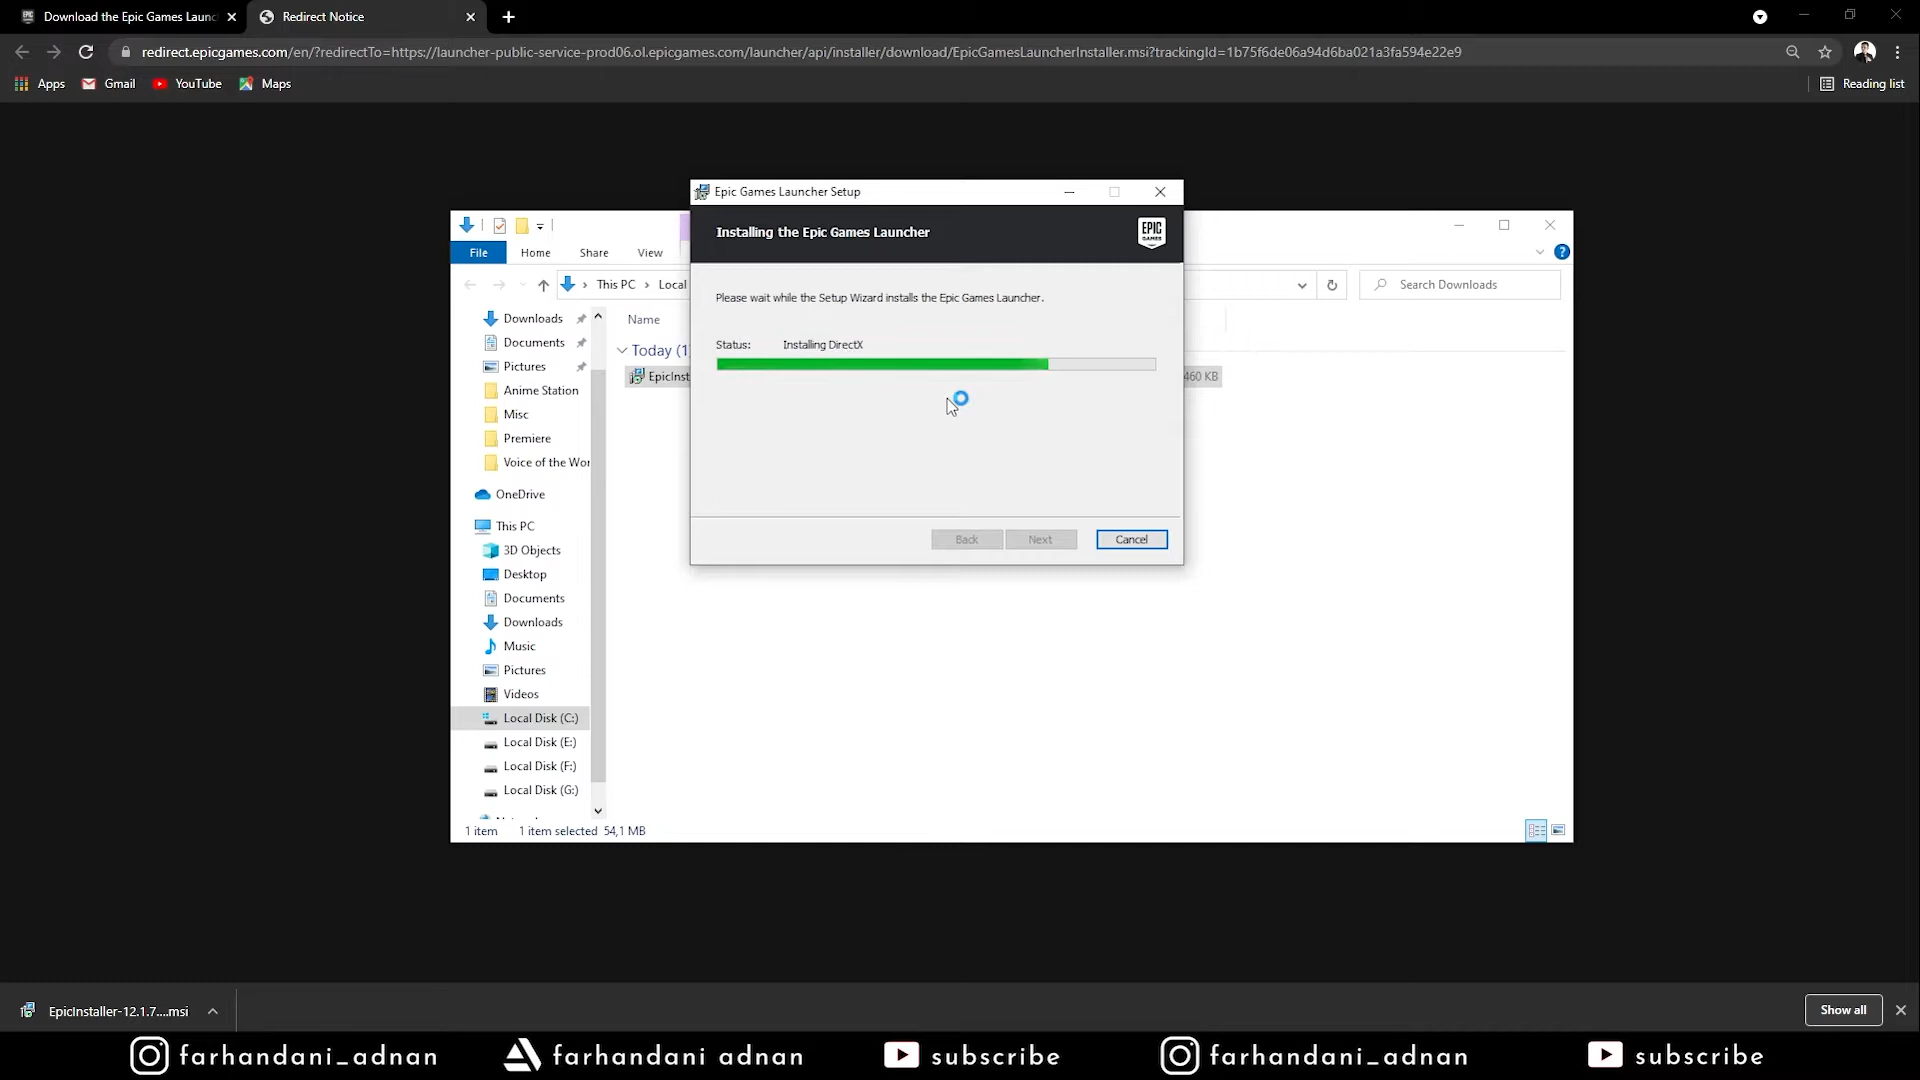 Download the Epic Games Launc
Redirect Notice
redirect.epicgames.com/en/?redirectTo=https://launcher-public-service-prod06.ol.epicgames.com/launcher/api/installer/download/EpicGamesLauncherInstaller.msi?trackingId=1b75f6de06a94d6ba021a3fa594e22e9
Apps
Gmail
YouTube
Maps
Reading list
Epic Games Launcher Setup
Installing the Epic Games Launcher
EPIC
GAMES
Please wait while the Setup Wizard installs the Epic Games Launcher.
Status: Installing DirectX
Back
Next
Cancel
File
Home
Share
View
This PC > Local
Search Downloads
Name
Today (1)
EpicInst
460 KB
Downloads
Documents
Pictures
Anime Station
Misc
Premiere
Voice of the Wor
OneDrive
This PC
3D Objects
Desktop
Documents
Downloads
Music
Pictures
Videos
Local Disk (C:)
Local Disk (E:)
Local Disk (F:)
Local Disk (G:)
1 item
1 item selected 54,1 MB
EpicInstaller-12.1.7....msi
Show all
farhandani_adnan
farhandani adnan
subscribe
farhandani_adnan
subscribe